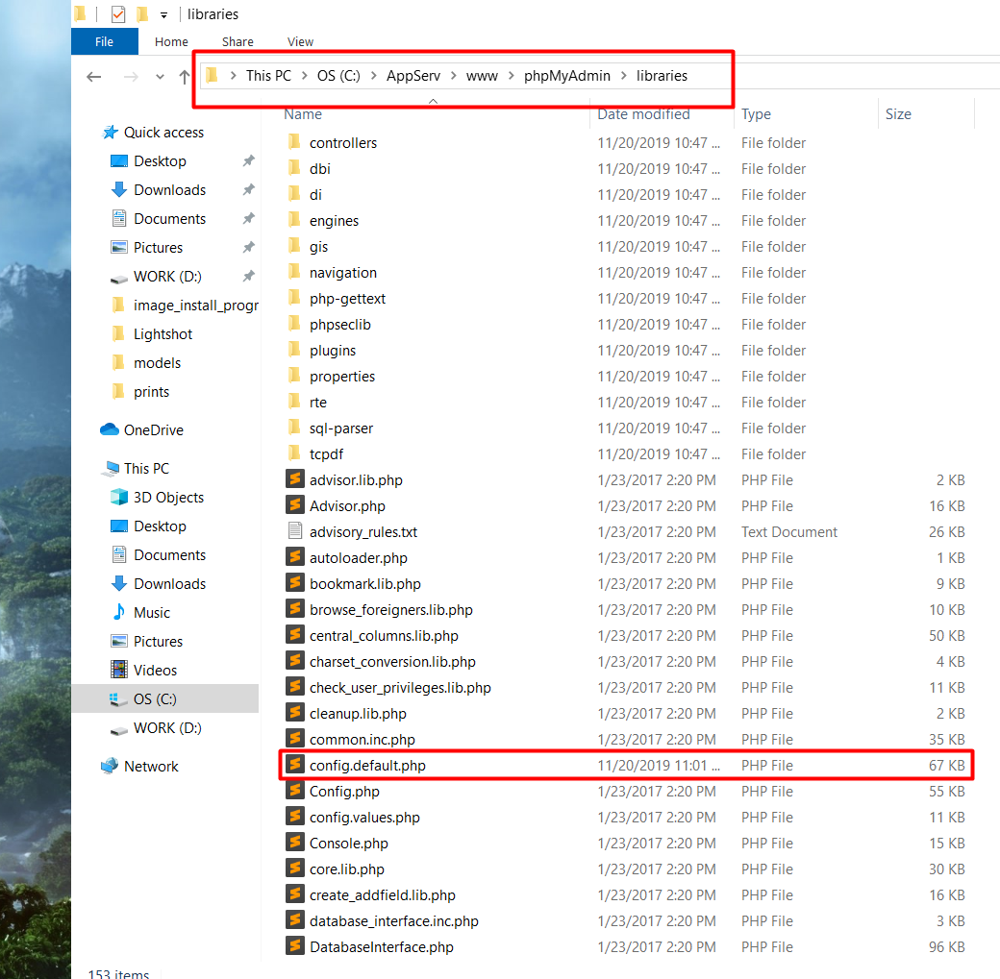 libraries
File Home Share View
This PC OS (C:) AppServ www phpMyAdmin libraries
Name Date modified Type Size
Quick access
Desktop
Downloads
Documents
Pictures
WORK (D:)
image_install_progr
Lightshot
models
prints
OneDrive
This PC
3D Objects
Desktop
Documents
Downloads
Music
Pictures
Videos
OS (C:)
WORK (D:)
Network
controllers 11/20/2019 10:47 ... File folder
dbi 11/20/2019 10:47 ... File folder
di 11/20/2019 10:47 ... File folder
engines 11/20/2019 10:47 ... File folder
gis 11/20/2019 10:47 ... File folder
navigation 11/20/2019 10:47 ... File folder
php-gettext 11/20/2019 10:47 ... File folder
phpseclib 11/20/2019 10:47 ... File folder
plugins 11/20/2019 10:47 ... File folder
properties 11/20/2019 10:47 ... File folder
rte 11/20/2019 10:47 ... File folder
sql-parser 11/20/2019 10:47 ... File folder
tcpdf 11/20/2019 10:47 ... File folder
advisor.lib.php 1/23/2017 2:20 PM PHP File 2 KB
Advisor.php 1/23/2017 2:20 PM PHP File 16 KB
advisory_rules.txt 1/23/2017 2:20 PM Text Document 26 KB
autoloader.php 1/23/2017 2:20 PM PHP File 1 KB
bookmark.lib.php 1/23/2017 2:20 PM PHP File 9 KB
browse_foreigners.lib.php 1/23/2017 2:20 PM PHP File 10 KB
central_columns.lib.php 1/23/2017 2:20 PM PHP File 50 KB
charset_conversion.lib.php 1/23/2017 2:20 PM PHP File 4 KB
check_user_privileges.lib.php 1/23/2017 2:20 PM PHP File 11 KB
cleanup.lib.php 1/23/2017 2:20 PM PHP File 2 KB
common.inc.php 1/23/2017 2:20 PM PHP File 35 KB
config.default.php 11/20/2019 11:01 ... PHP File 67 KB
Config.php 1/23/2017 2:20 PM PHP File 55 KB
config.values.php 1/23/2017 2:20 PM PHP File 11 KB
Console.php 1/23/2017 2:20 PM PHP File 15 KB
core.lib.php 1/23/2017 2:20 PM PHP File 30 KB
create_addfield.lib.php 1/23/2017 2:20 PM PHP File 16 KB
database_interface.inc.php 1/23/2017 2:20 PM PHP File 3 KB
DatabaseInterface.php 1/23/2017 2:20 PM PHP File 96 KB
153 items